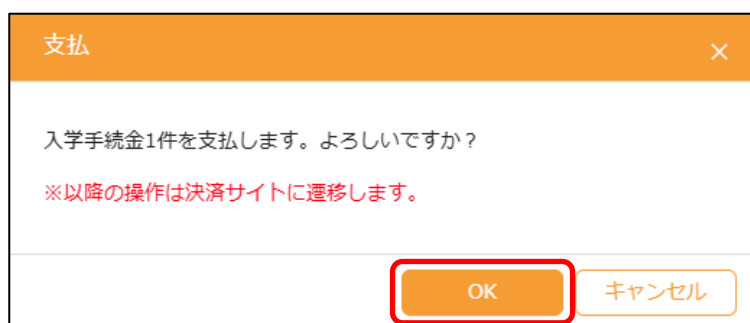 支払
×
入学手続金1件を支払します。よろしいですか？
※以降の操作は決済サイトに遷移します。
OK
キャンセル